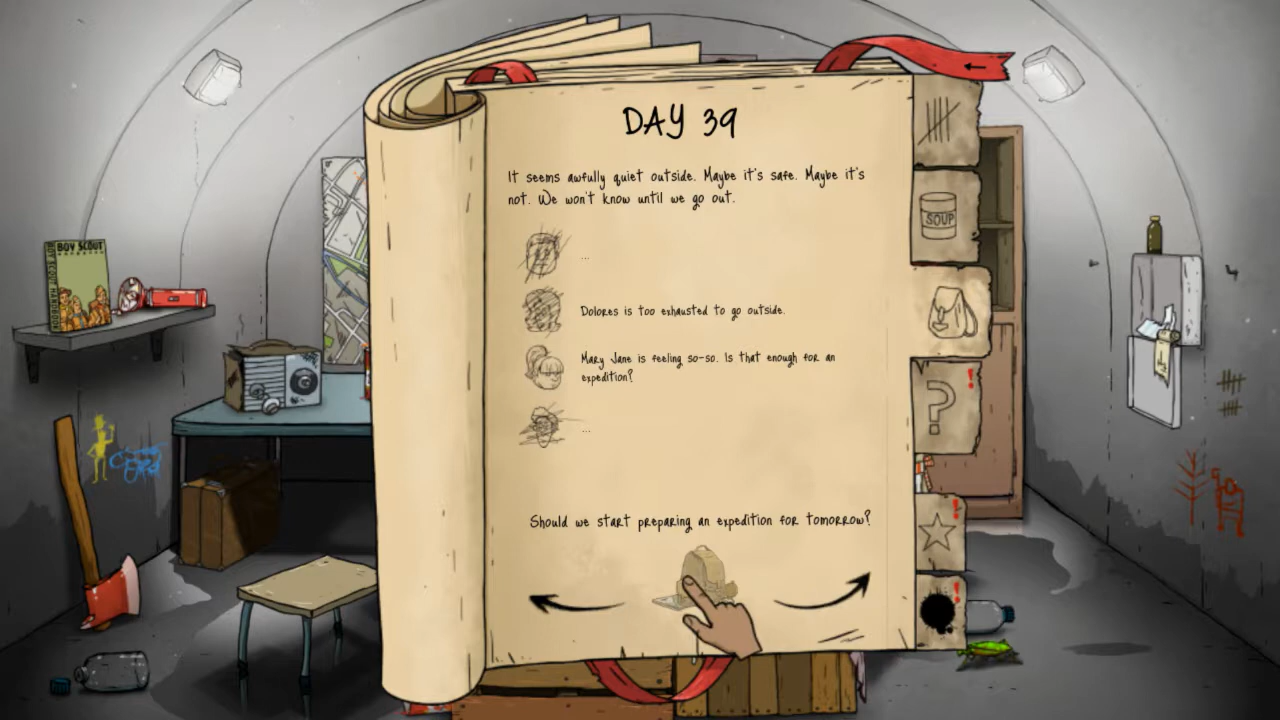 DAY 39
It seems awfully quiet outside. Maybe it's safe. Maybe it's
not. We won't know until we go out.
...
Dolores is too exhausted to go outside.
Mary Jane is feeling so-so. Is that enough for an
expedition?
...
Should we start preparing an expedition for tomorrow?
SOUP
?
!
!
!
BOY SCOUT